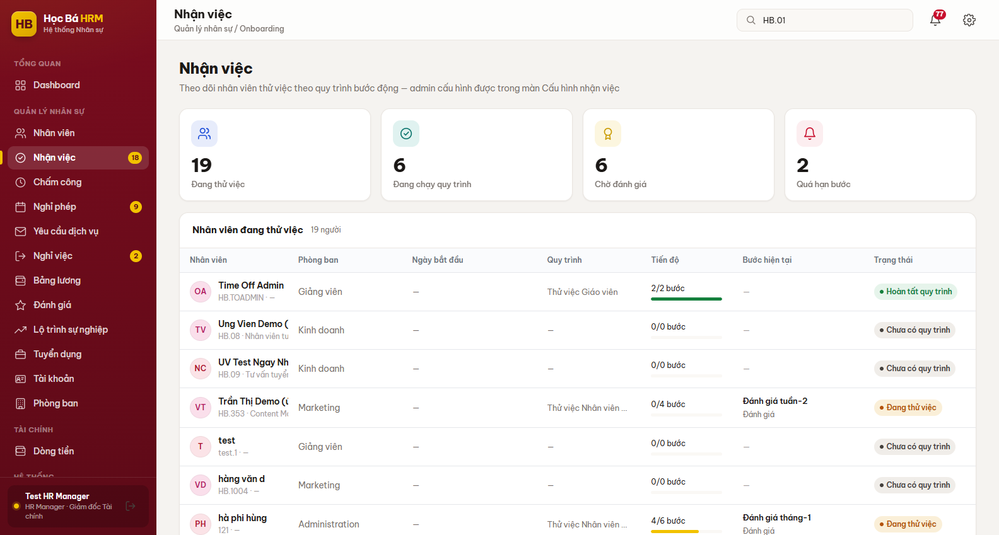 HB
Học Bá HRM
Hệ thống Nhân sự
TỔNG QUAN
Dashboard
QUẢN LÝ NHÂN SỰ
Nhân viên
Nhận việc 18
Chấm công
Nghỉ phép 9
Yêu cầu dịch vụ
Nghỉ việc 2
Bảng lương
Đánh giá
Lộ trình sự nghiệp
Tuyển dụng
Tài khoản
Phòng ban
TÀI CHÍNH
Dòng tiền
HỆ THỐNG
Test HR Manager
HR Manager · Giám đốc Tài
chính
Nhận việc
Quản lý nhân sự / Onboarding
HB.01
77
Nhận việc
Theo dõi nhân viên thử việc theo quy trình bước động — admin cấu hình được trong màn Cấu hình nhận việc
19
Đang thử việc
6
Đang chạy quy trình
6
Chờ đánh giá
2
Quá hạn bước
Nhân viên đang thử việc 19 người
Nhân viên Phòng ban Ngày bắt đầu Quy trình Tiến độ Bước hiện tại Trạng thái
OA Time Off Admin
HB.TOADMIN · —
Giảng viên — Thử việc Giáo viên 2/2 bước — Hoàn tất quy trình
TV Ung Vien Demo (
HB.08 · Nhân viên tư
Kinh doanh — — 0/0 bước — Chưa có quy trình
NC UV Test Ngay Nh
HB.09 · Tư vấn tuyển
Kinh doanh — — 0/0 bước — Chưa có quy trình
VT Trần Thị Demo (ứ
HB.353 · Content Ma
Marketing — Thử việc Nhân viên ... 0/4 bước Đánh giá tuần-2
Đánh giá
Đang thử việc
T test
test.1 · —
Giảng viên — — 0/0 bước — Chưa có quy trình
VD hàng văn d
HB.1004 · —
Marketing — — 0/0 bước — Chưa có quy trình
PH hà phi hùng
121 · —
Administration — Thử việc Nhân viên ... 4/6 bước Đánh giá tháng-1
Đánh giá
Đang thử việc